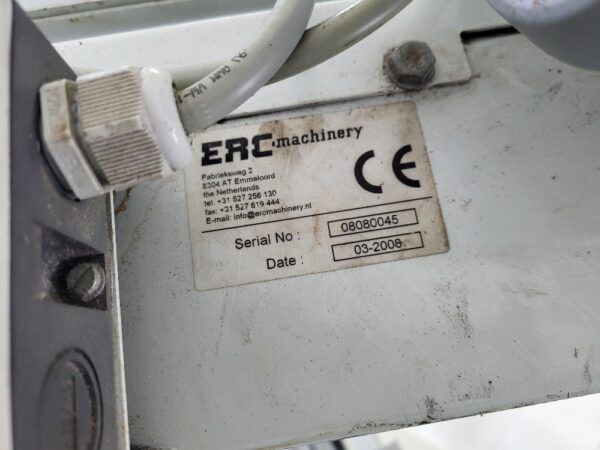 ERC machinery
Fabrieksweg 2
8304 AT Emmeloord
the Netherlands
tel: +31 527 256 130
fax: +31 527 619 444
E-mail: info@ercmachinery.nl
CE
Serial No : 08080045
Date : 03-2008